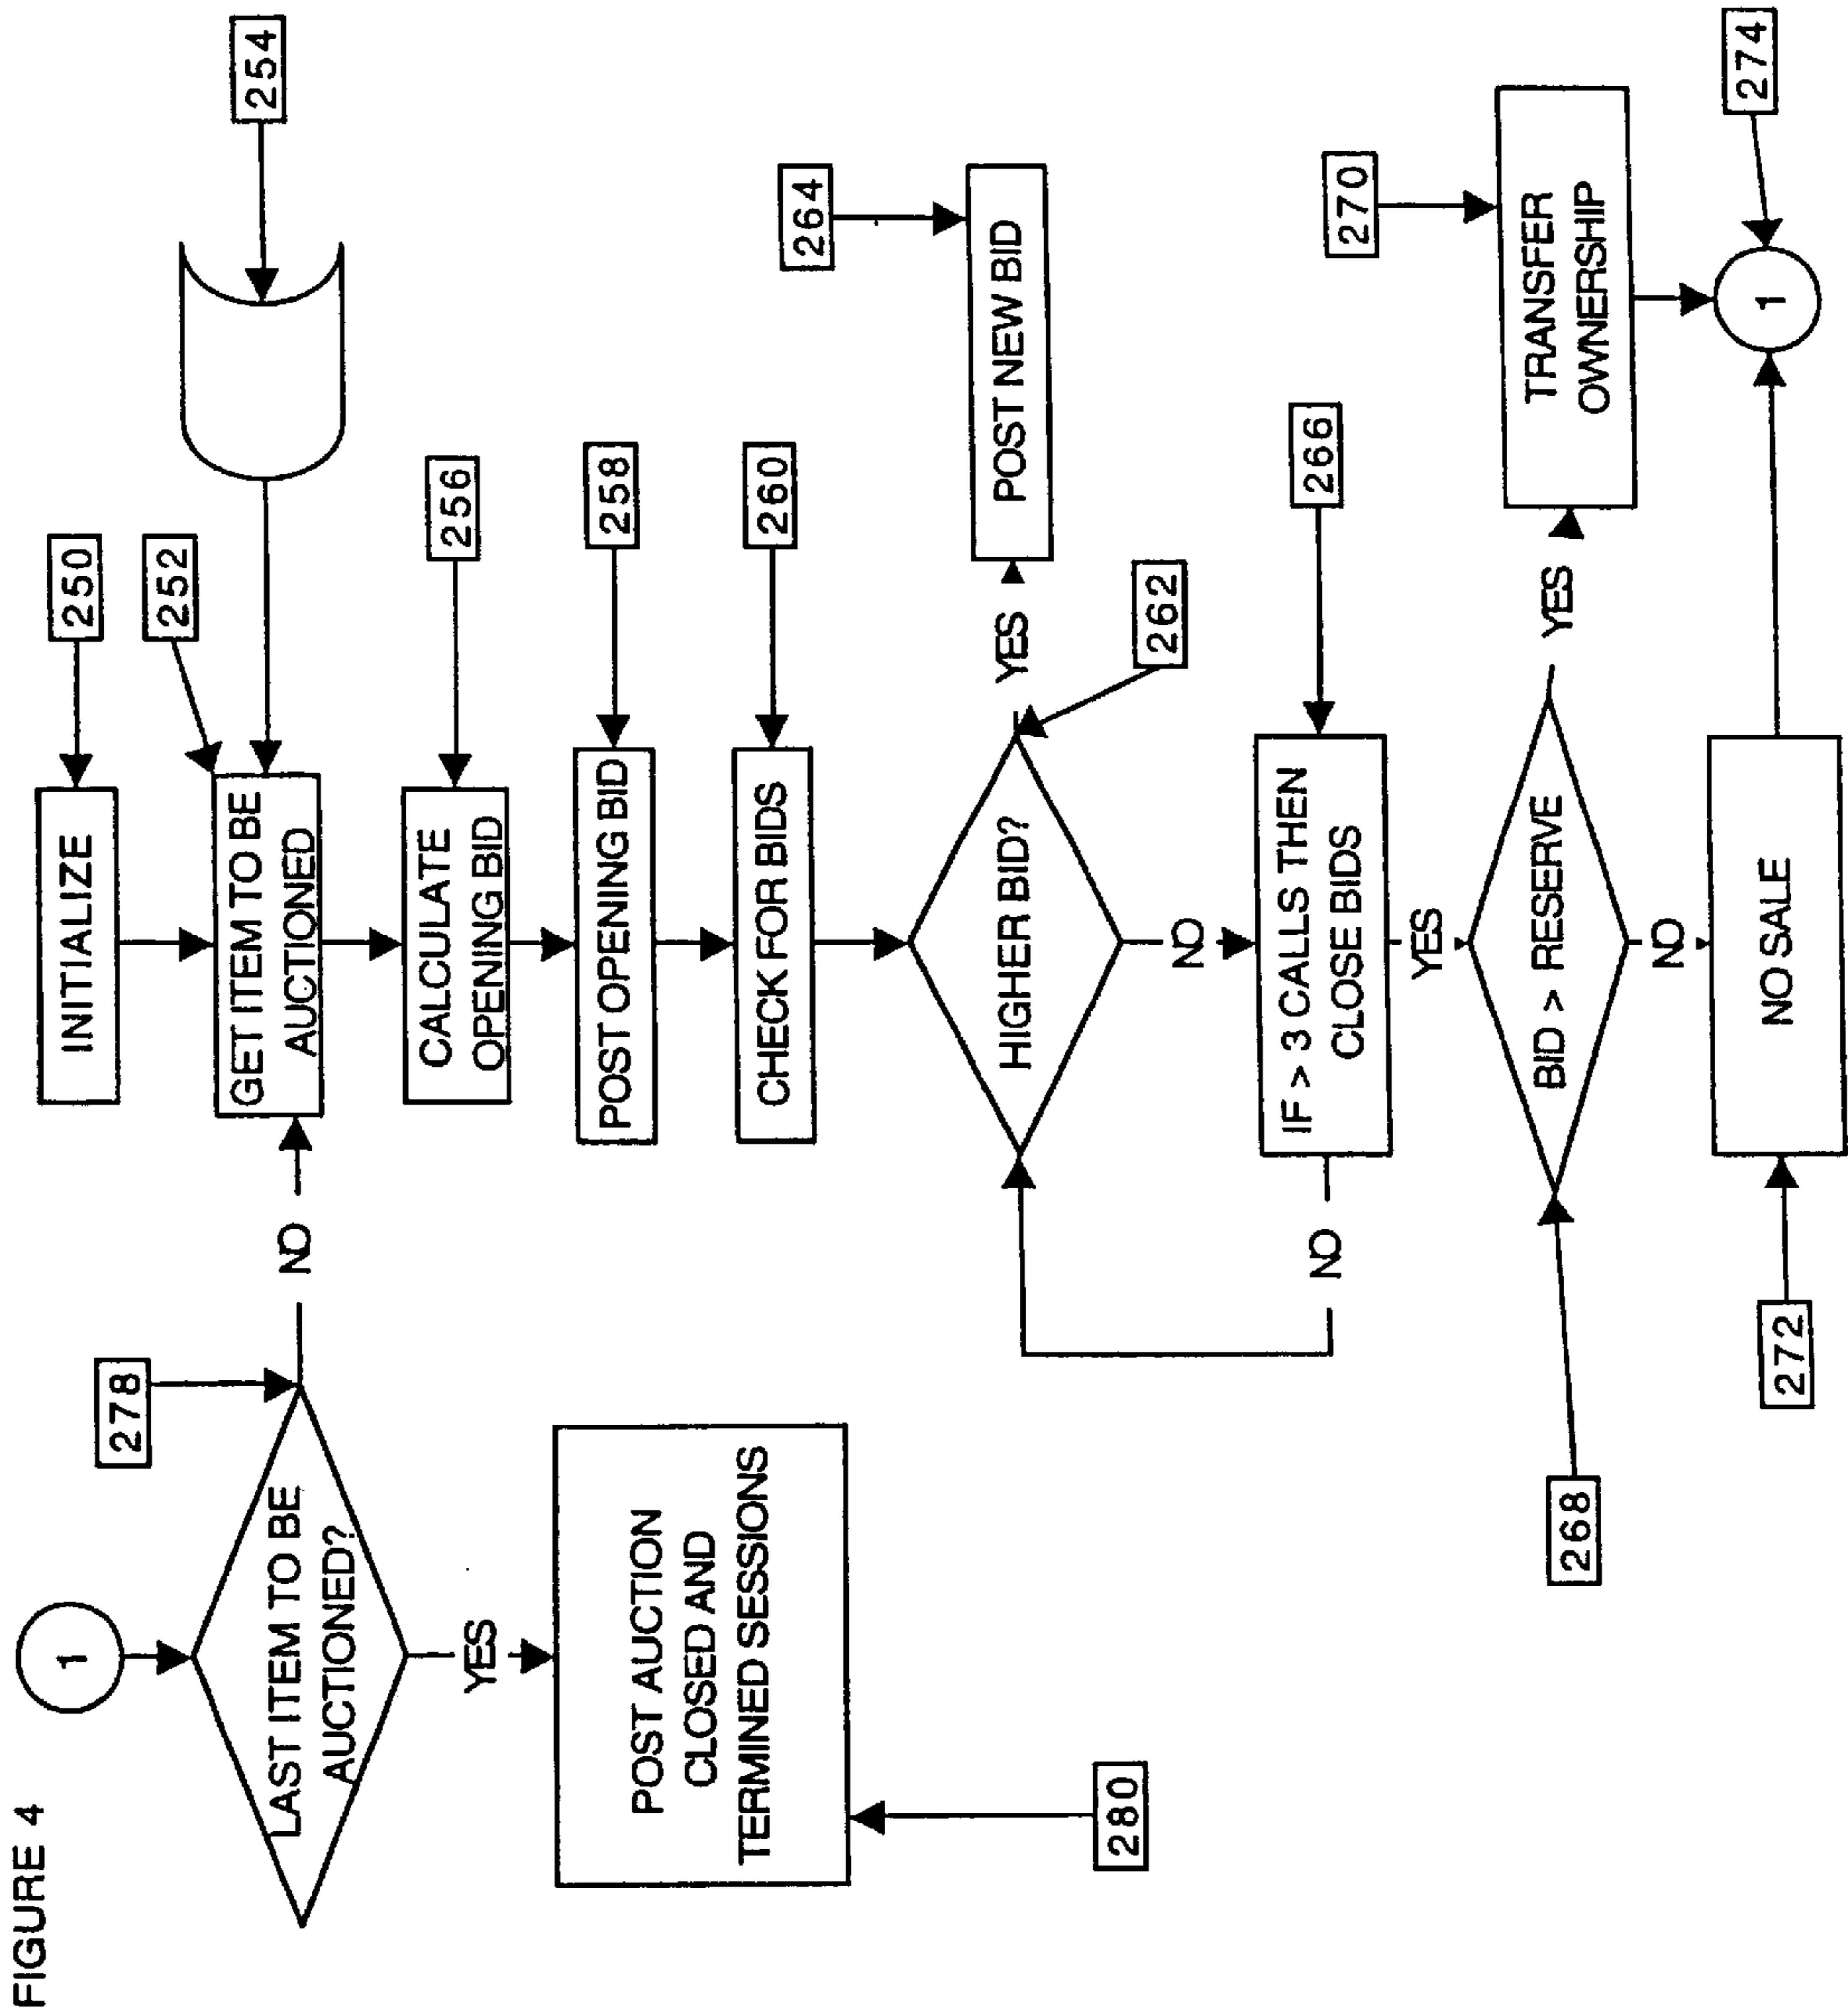 FIGURE 4
1
278
LAST ITEM TO BE
AUCTIONED?
NO
YES
POST AUCTION
CLOSED AND
TERMINED SESSIONS
280
250
INITIALIZE
252
254
GET ITEM TO BE
AUCTIONED
256
CALCULATE
OPENING BID
258
POST OPENING BID
260
CHECK FOR BIDS
264
HIGHER BID?
YES
POST NEW BID
262
NO
266
IF > 3 CALLS THEN
CLOSE BIDS
NO
YES
270
268
BID > RESERVE
YES
TRANSFER
OWNERSHIP
NO
272
NO SALE
1
274